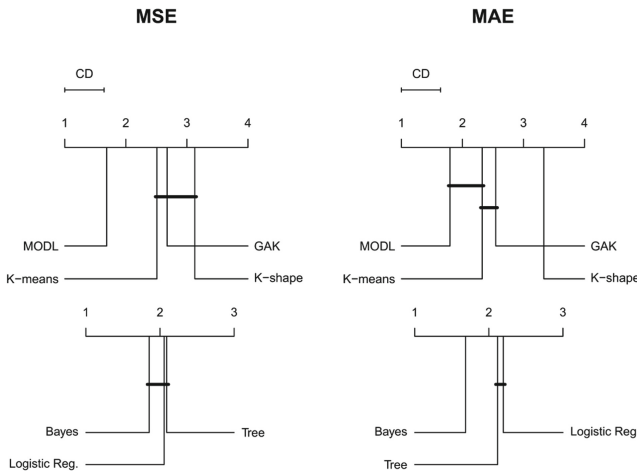 MSE
MAE
CD
CD
1 2 3 4
1 2 3 4
MODL
GAK
K−means
K−shape
MODL
GAK
K−means
K−shape
1 2 3
1 2 3
Bayes
Tree
Logistic Reg.
Bayes
Logistic Reg
Tree